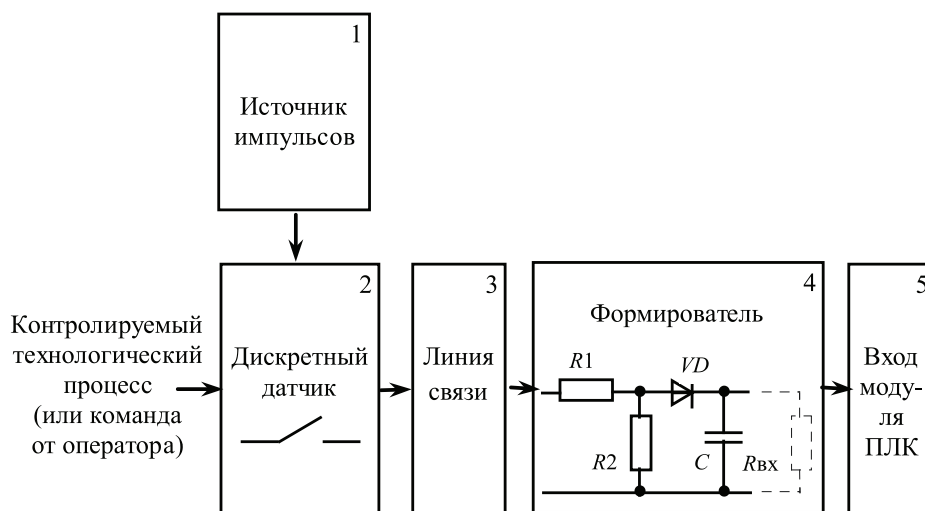 1
Источник
импульсов
Контролируемый
технологический
процесс
(или команда
от оператора)
2
Дискретный
датчик
3
Линия
связи
4
Формирователь
R1
VD
R2
C
Rвх
5
Вход
моду-
ля
ПЛК